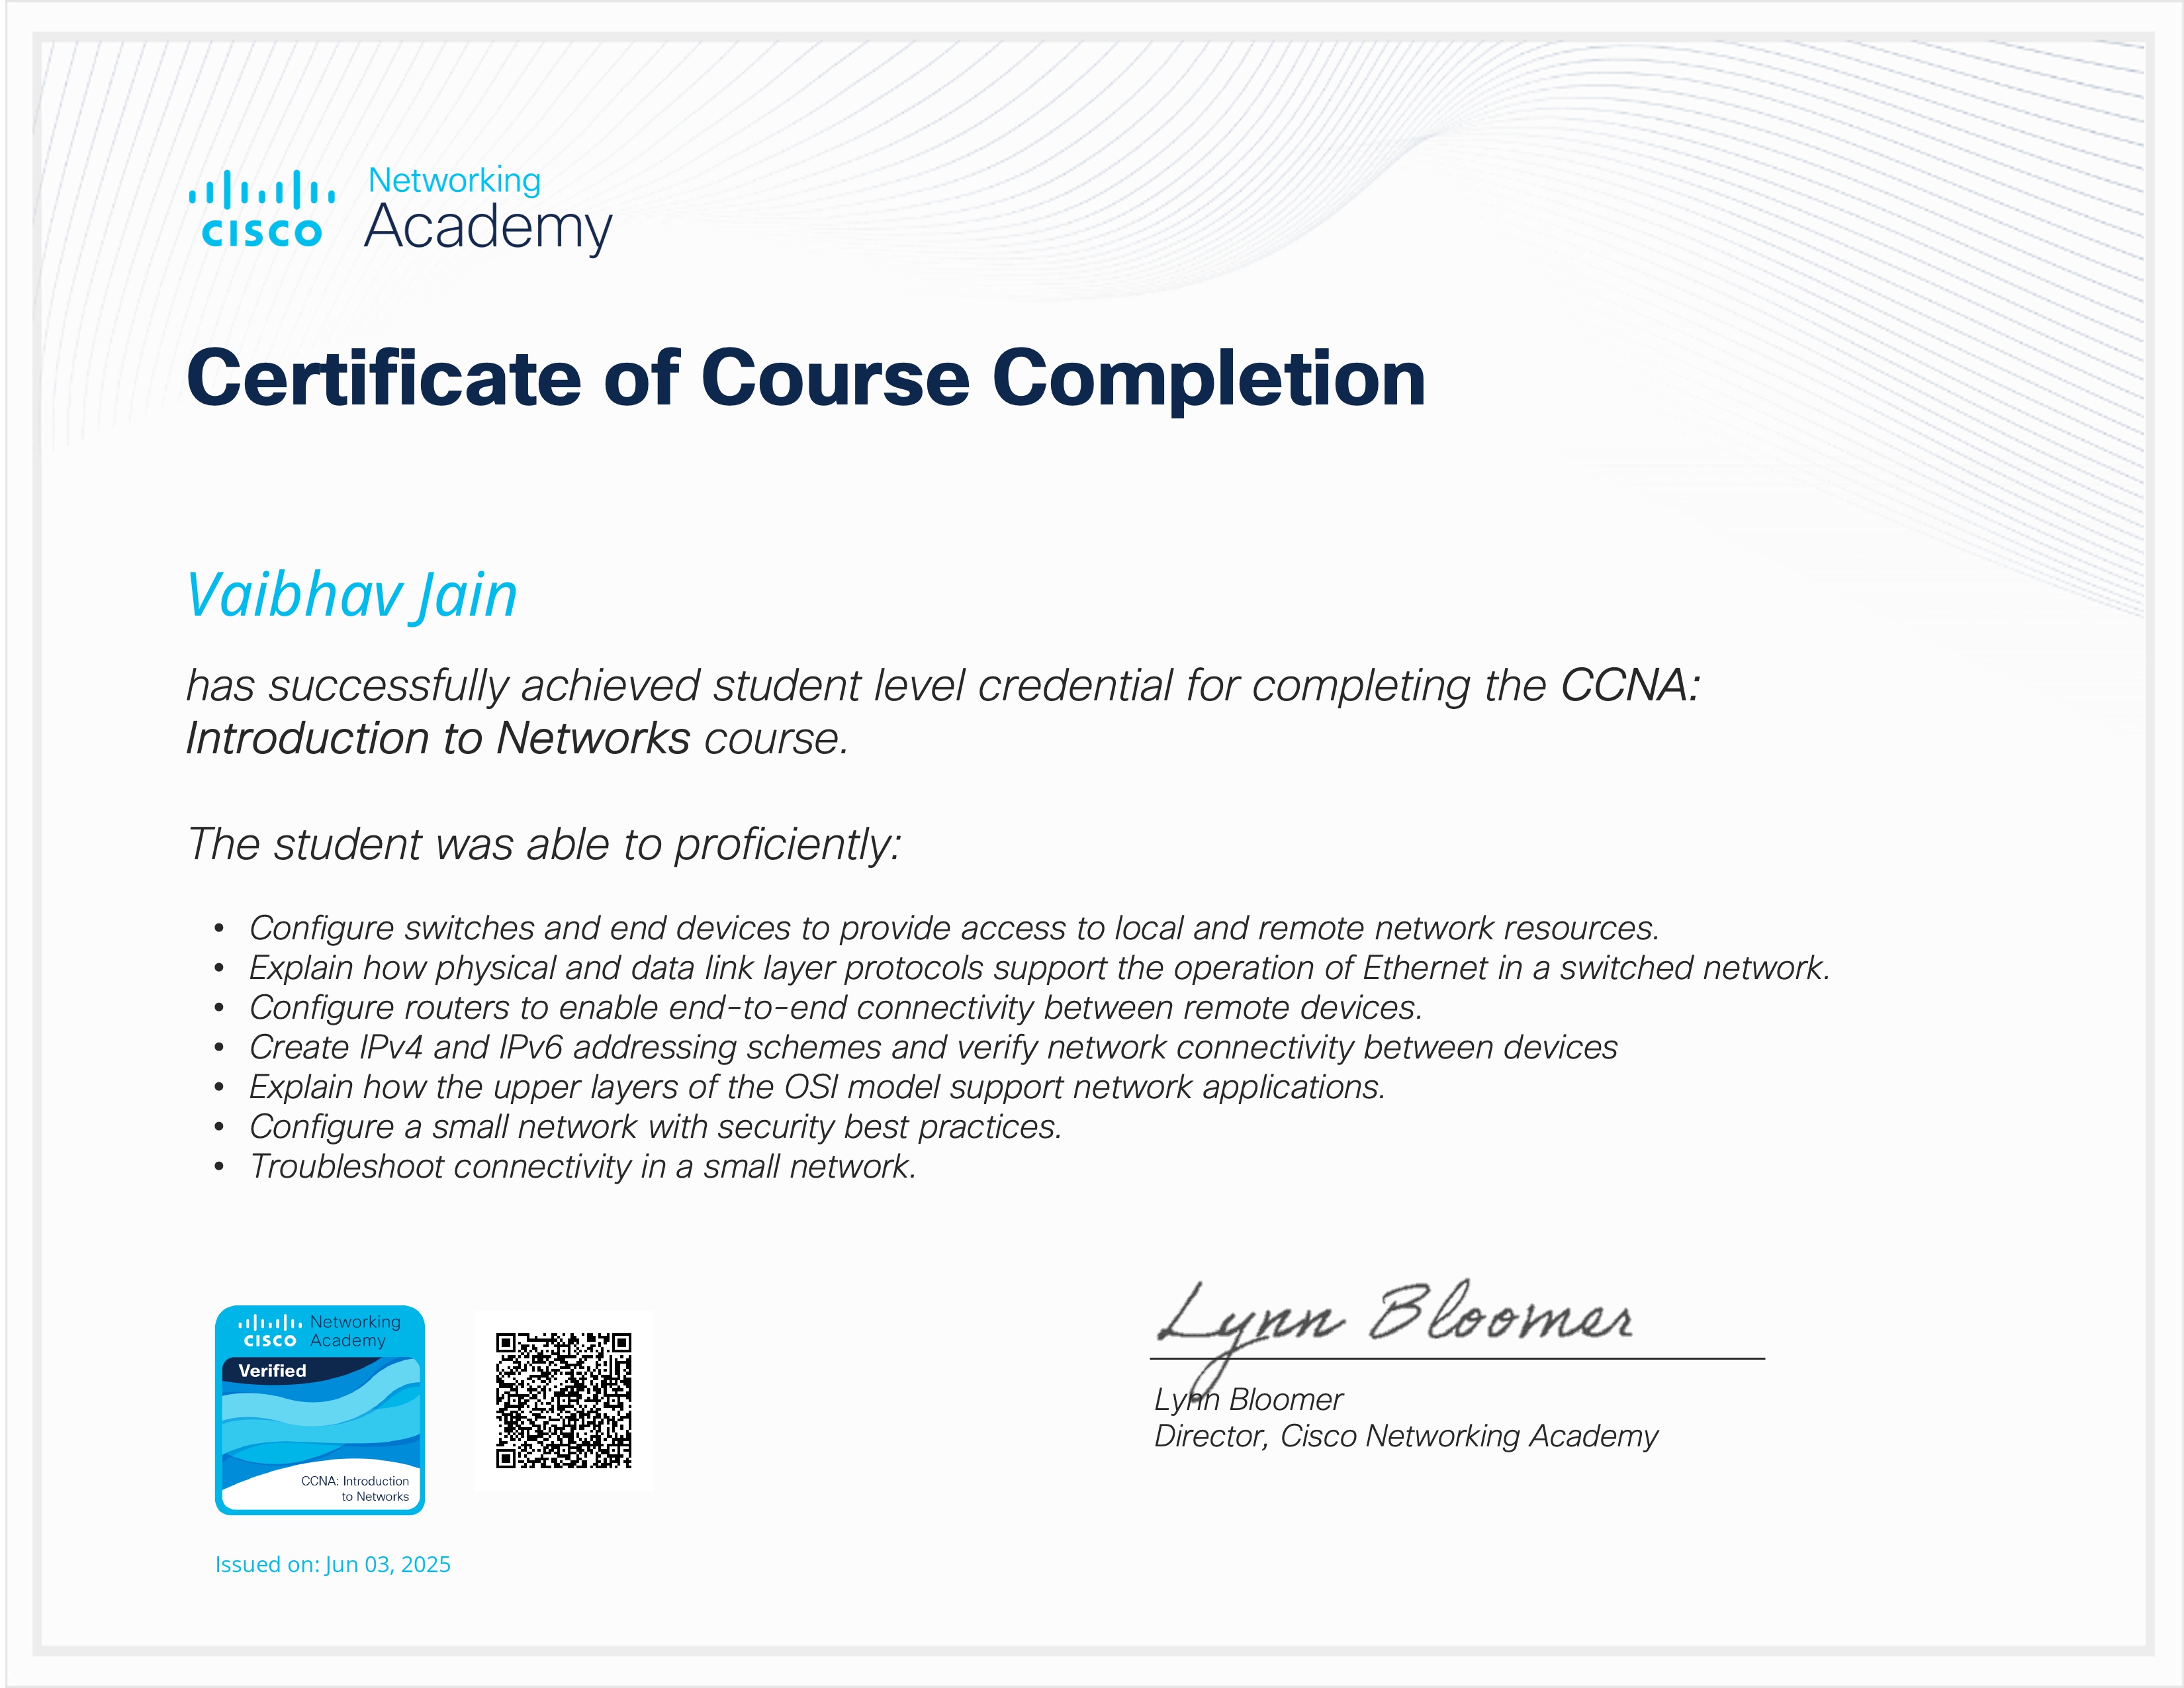 Networking
CISCO Academy
Certificate of Course Completion
Vaibhav Jain
has successfully achieved student level credential for completing the CCNA:
Introduction to Networks course.
The student was able to proficiently:
• Configure switches and end devices to provide access to local and remote network resources.
• Explain how physical and data link layer protocols support the operation of Ethernet in a switched network.
• Configure routers to enable end-to-end connectivity between remote devices.
• Create IPv4 and IPv6 addressing schemes and verify network connectivity between devices
• Explain how the upper layers of the OSI model support network applications.
• Configure a small network with security best practices.
• Troubleshoot connectivity in a small network.
Networking
CISCO Academy
Verified
CCNA: Introduction
to Networks
Lynn Bloomer
Lynn Bloomer
Director, Cisco Networking Academy
Issued on: Jun 03, 2025